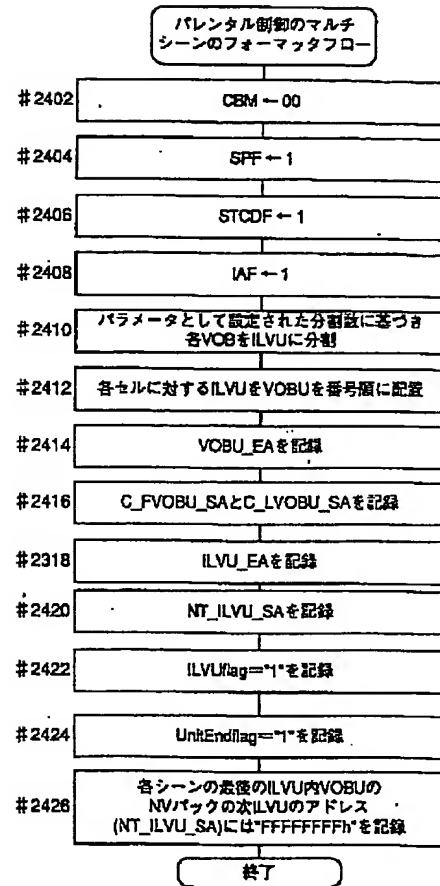 パレンタル制御のマルチ
シーンのフォーマッタフロー
#2402
CBM ← 00
#2404
SPF ← 1
#2406
STCDF ← 1
#2408
IAF ← 1
#2410
パラメータとして設定された分割数に基づき
各VOBをILVUに分割
#2412
各セルに対するILVUをVOBUを番号順に配置
#2414
VOBU_EAを記録
#2416
C_FVOBU_SAとC_LVOBU_SAを記録
#2318
ILVU_EAを記録
#2420
NT_ILVU_SAを記録
#2422
ILVUflag="1"を記録
#2424
UnitEndflag="1"を記録
#2426
各シーンの最後のILVU内VOBUの
NVパックの次ILVUのアドレス
(NT_ILVU_SA)には"FFFFFFFFh"を記録
終了